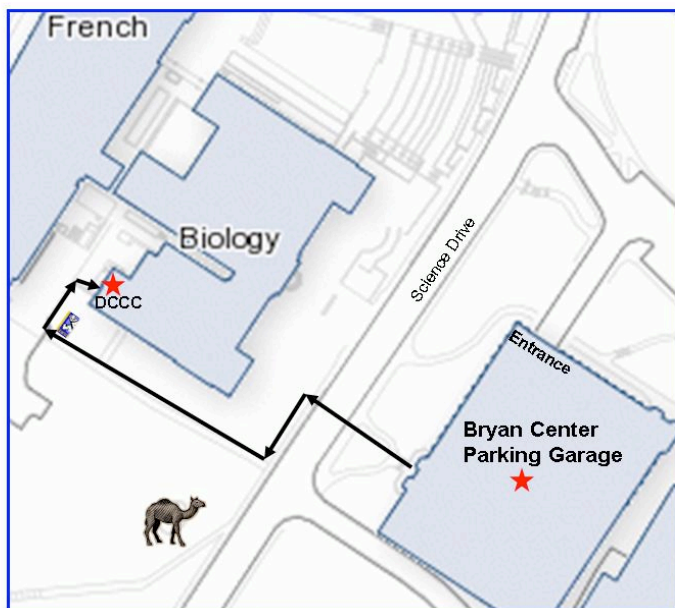 French
Biology
Science Drive
DCCC
Entrance
Bryan Center
Parking Garage